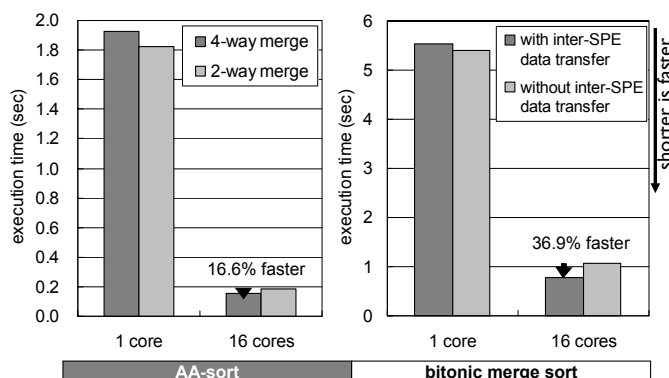 execution time (sec)
2.0
1.8
1.6
1.4
1.2
1.0
0.8
0.6
0.4
0.2
0.0
4-way merge
2-way merge
16.6% faster
1 core
16 cores
AA-sort
execution time (sec)
6
5
4
3
2
1
0
with inter-SPE
data transfer
without inter-SPE
data transfer
36.9% faster
1 core
16 cores
bitonic merge sort
shorter is faster